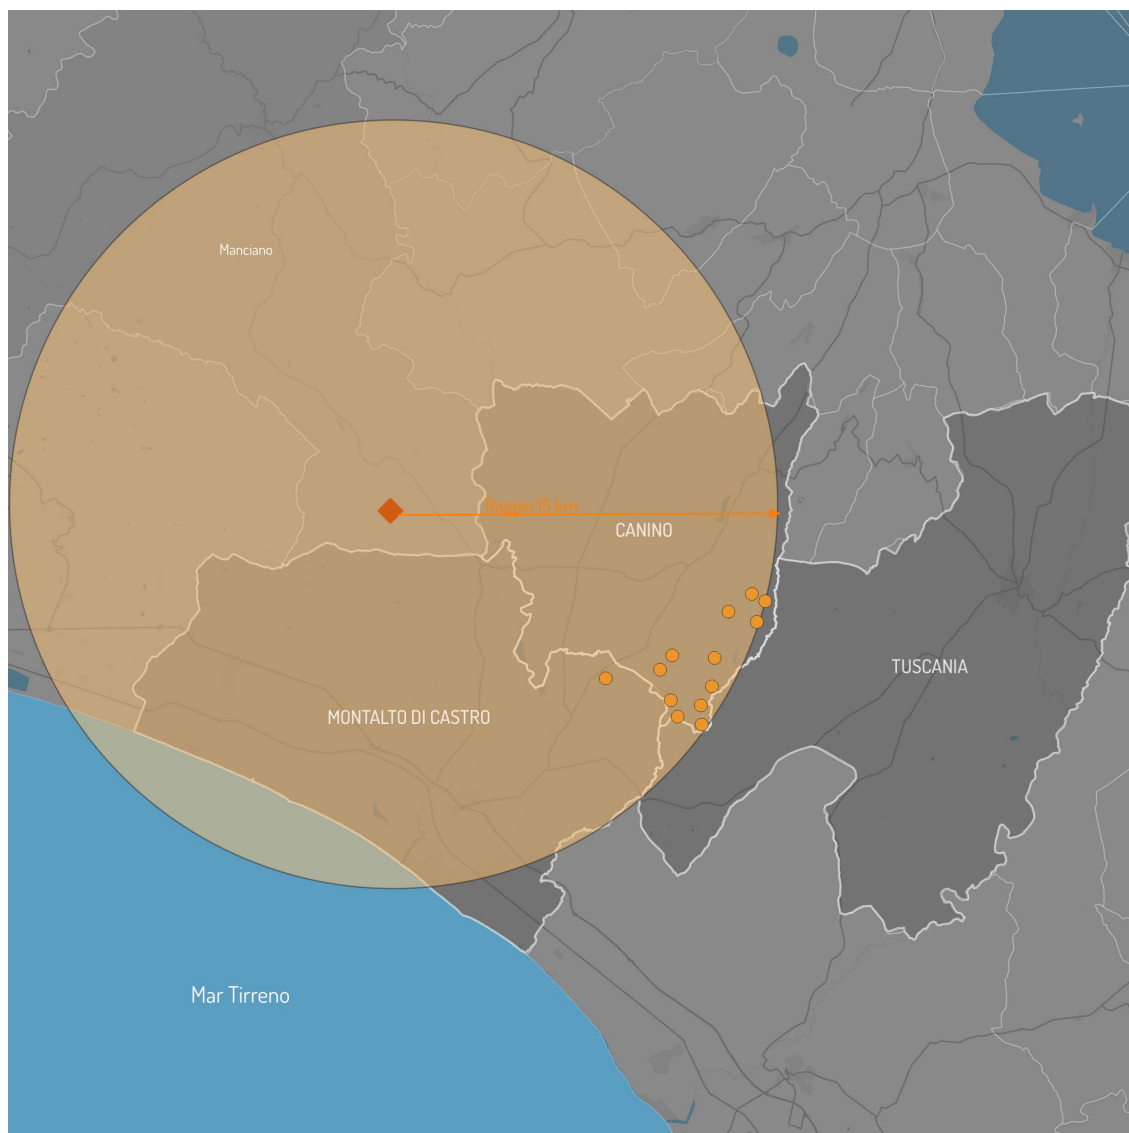 Manciano
Raggio 15 km
CANINO
TUSCANIA
MONTALTO DI CASTRO
Mar Tirreno